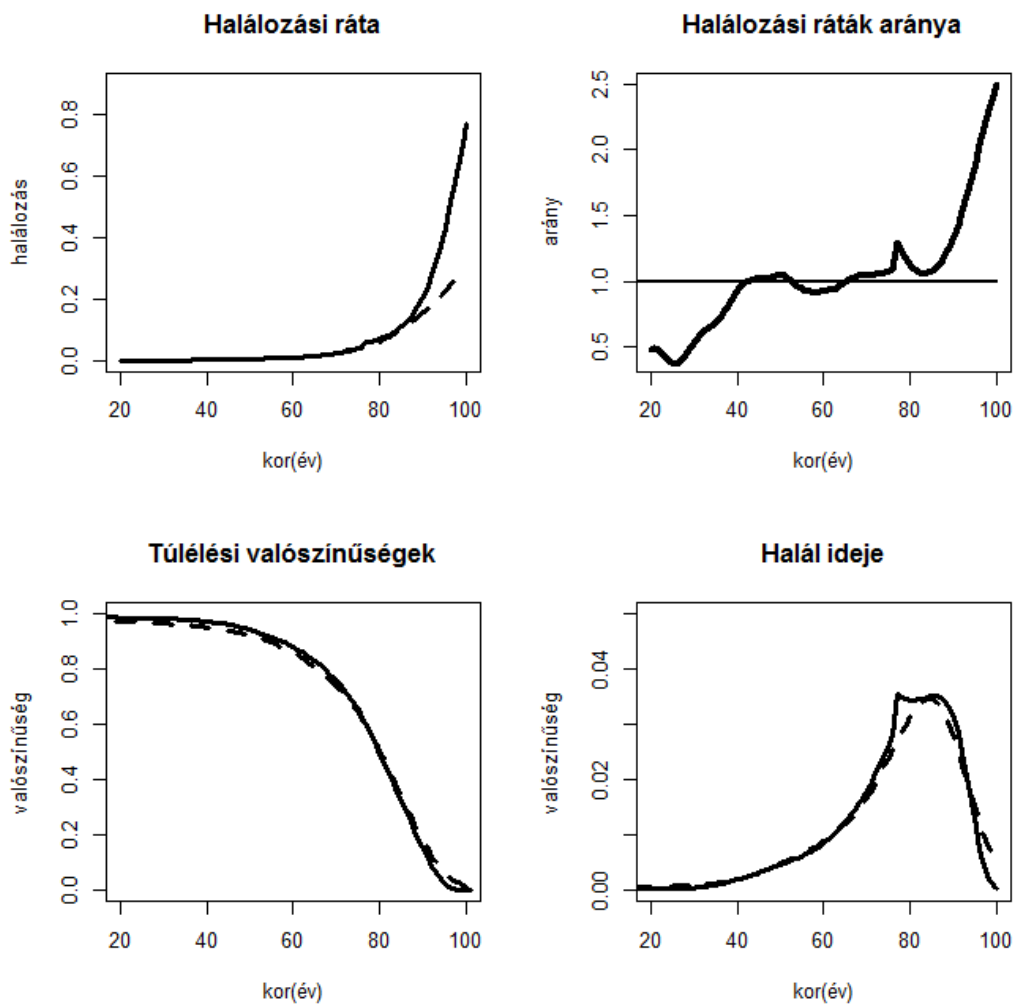 Halálozási ráta
halálozás
0.0 0.2 0.4 0.6 0.8
20 40 60 80 100
kor(év)
Halálozási ráták aránya
arány
0.5 1.0 1.5 2.0 2.5
20 40 60 80 100
kor(év)
Túlélési valószínűségek
valószínűség
0.0 0.2 0.4 0.6 0.8 1.0
20 40 60 80 100
kor(év)
Halál ideje
valószínűség
0.00 0.02 0.04
20 40 60 80 100
kor(év)